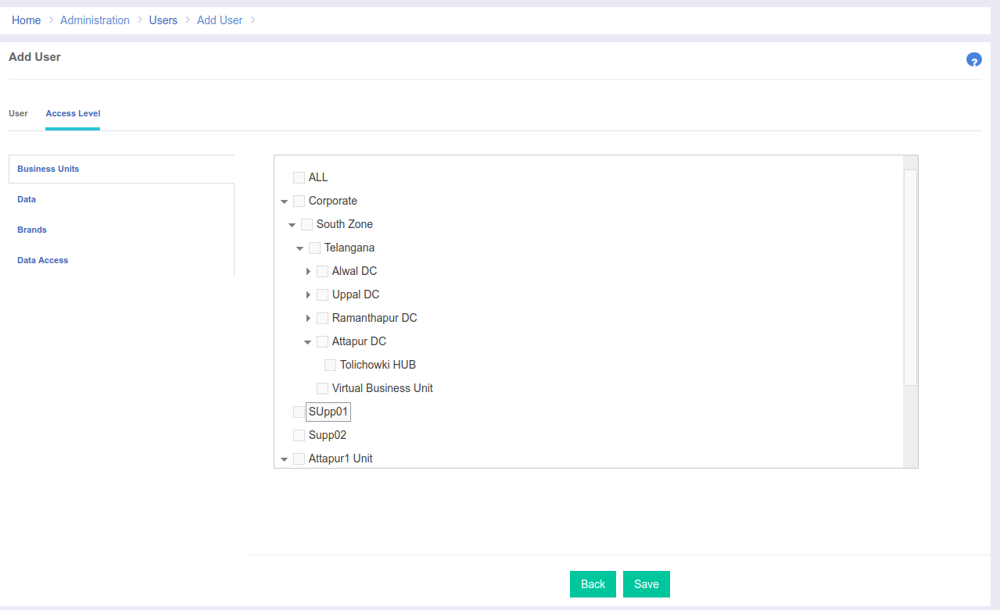 Home > Administration > Users > Add User >
Add User
?
User Access Level
Business Units
Data
Brands
Data Access
ALL
Corporate
South Zone
Telangana
Alwal DC
Uppal DC
Ramanthapur DC
Attapur DC
Tolichowki HUB
Virtual Business Unit
SUpp01
Supp02
Attapur1 Unit
Back Save